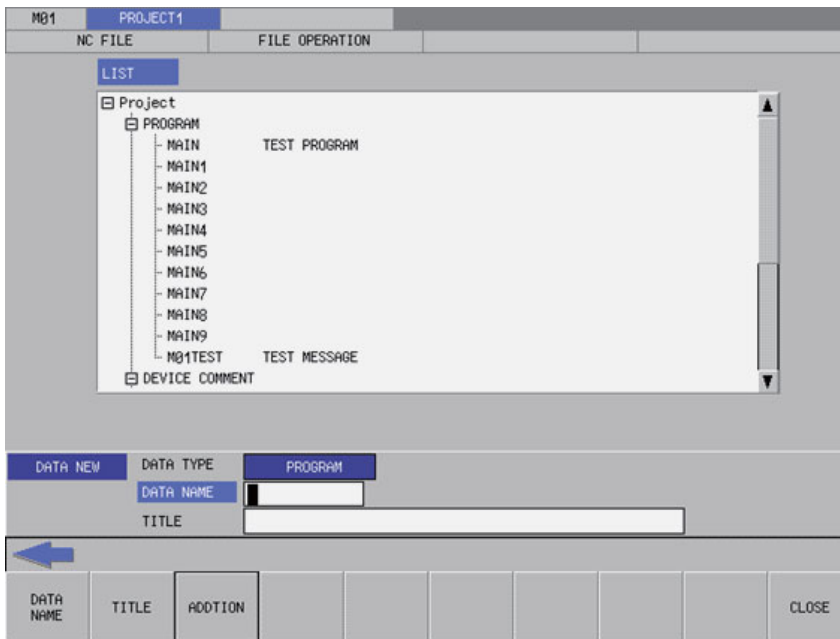 M01 PROJECT1
NC FILE FILE OPERATION
LIST
Project
PROGRAM
MAIN TEST PROGRAM
MAIN1
MAIN2
MAIN3
MAIN4
MAIN5
MAIN6
MAIN7
MAIN8
MAIN9
M01TEST TEST MESSAGE
DEVICE COMMENT
DATA NEW DATA TYPE PROGRAM
DATA NAME
TITLE
DATA NAME TITLE ADDTION CLOSE